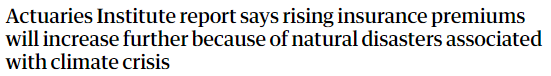 Actuaries Institute report says rising insurance premiums
will increase further because of natural disasters associated
with climate crisis